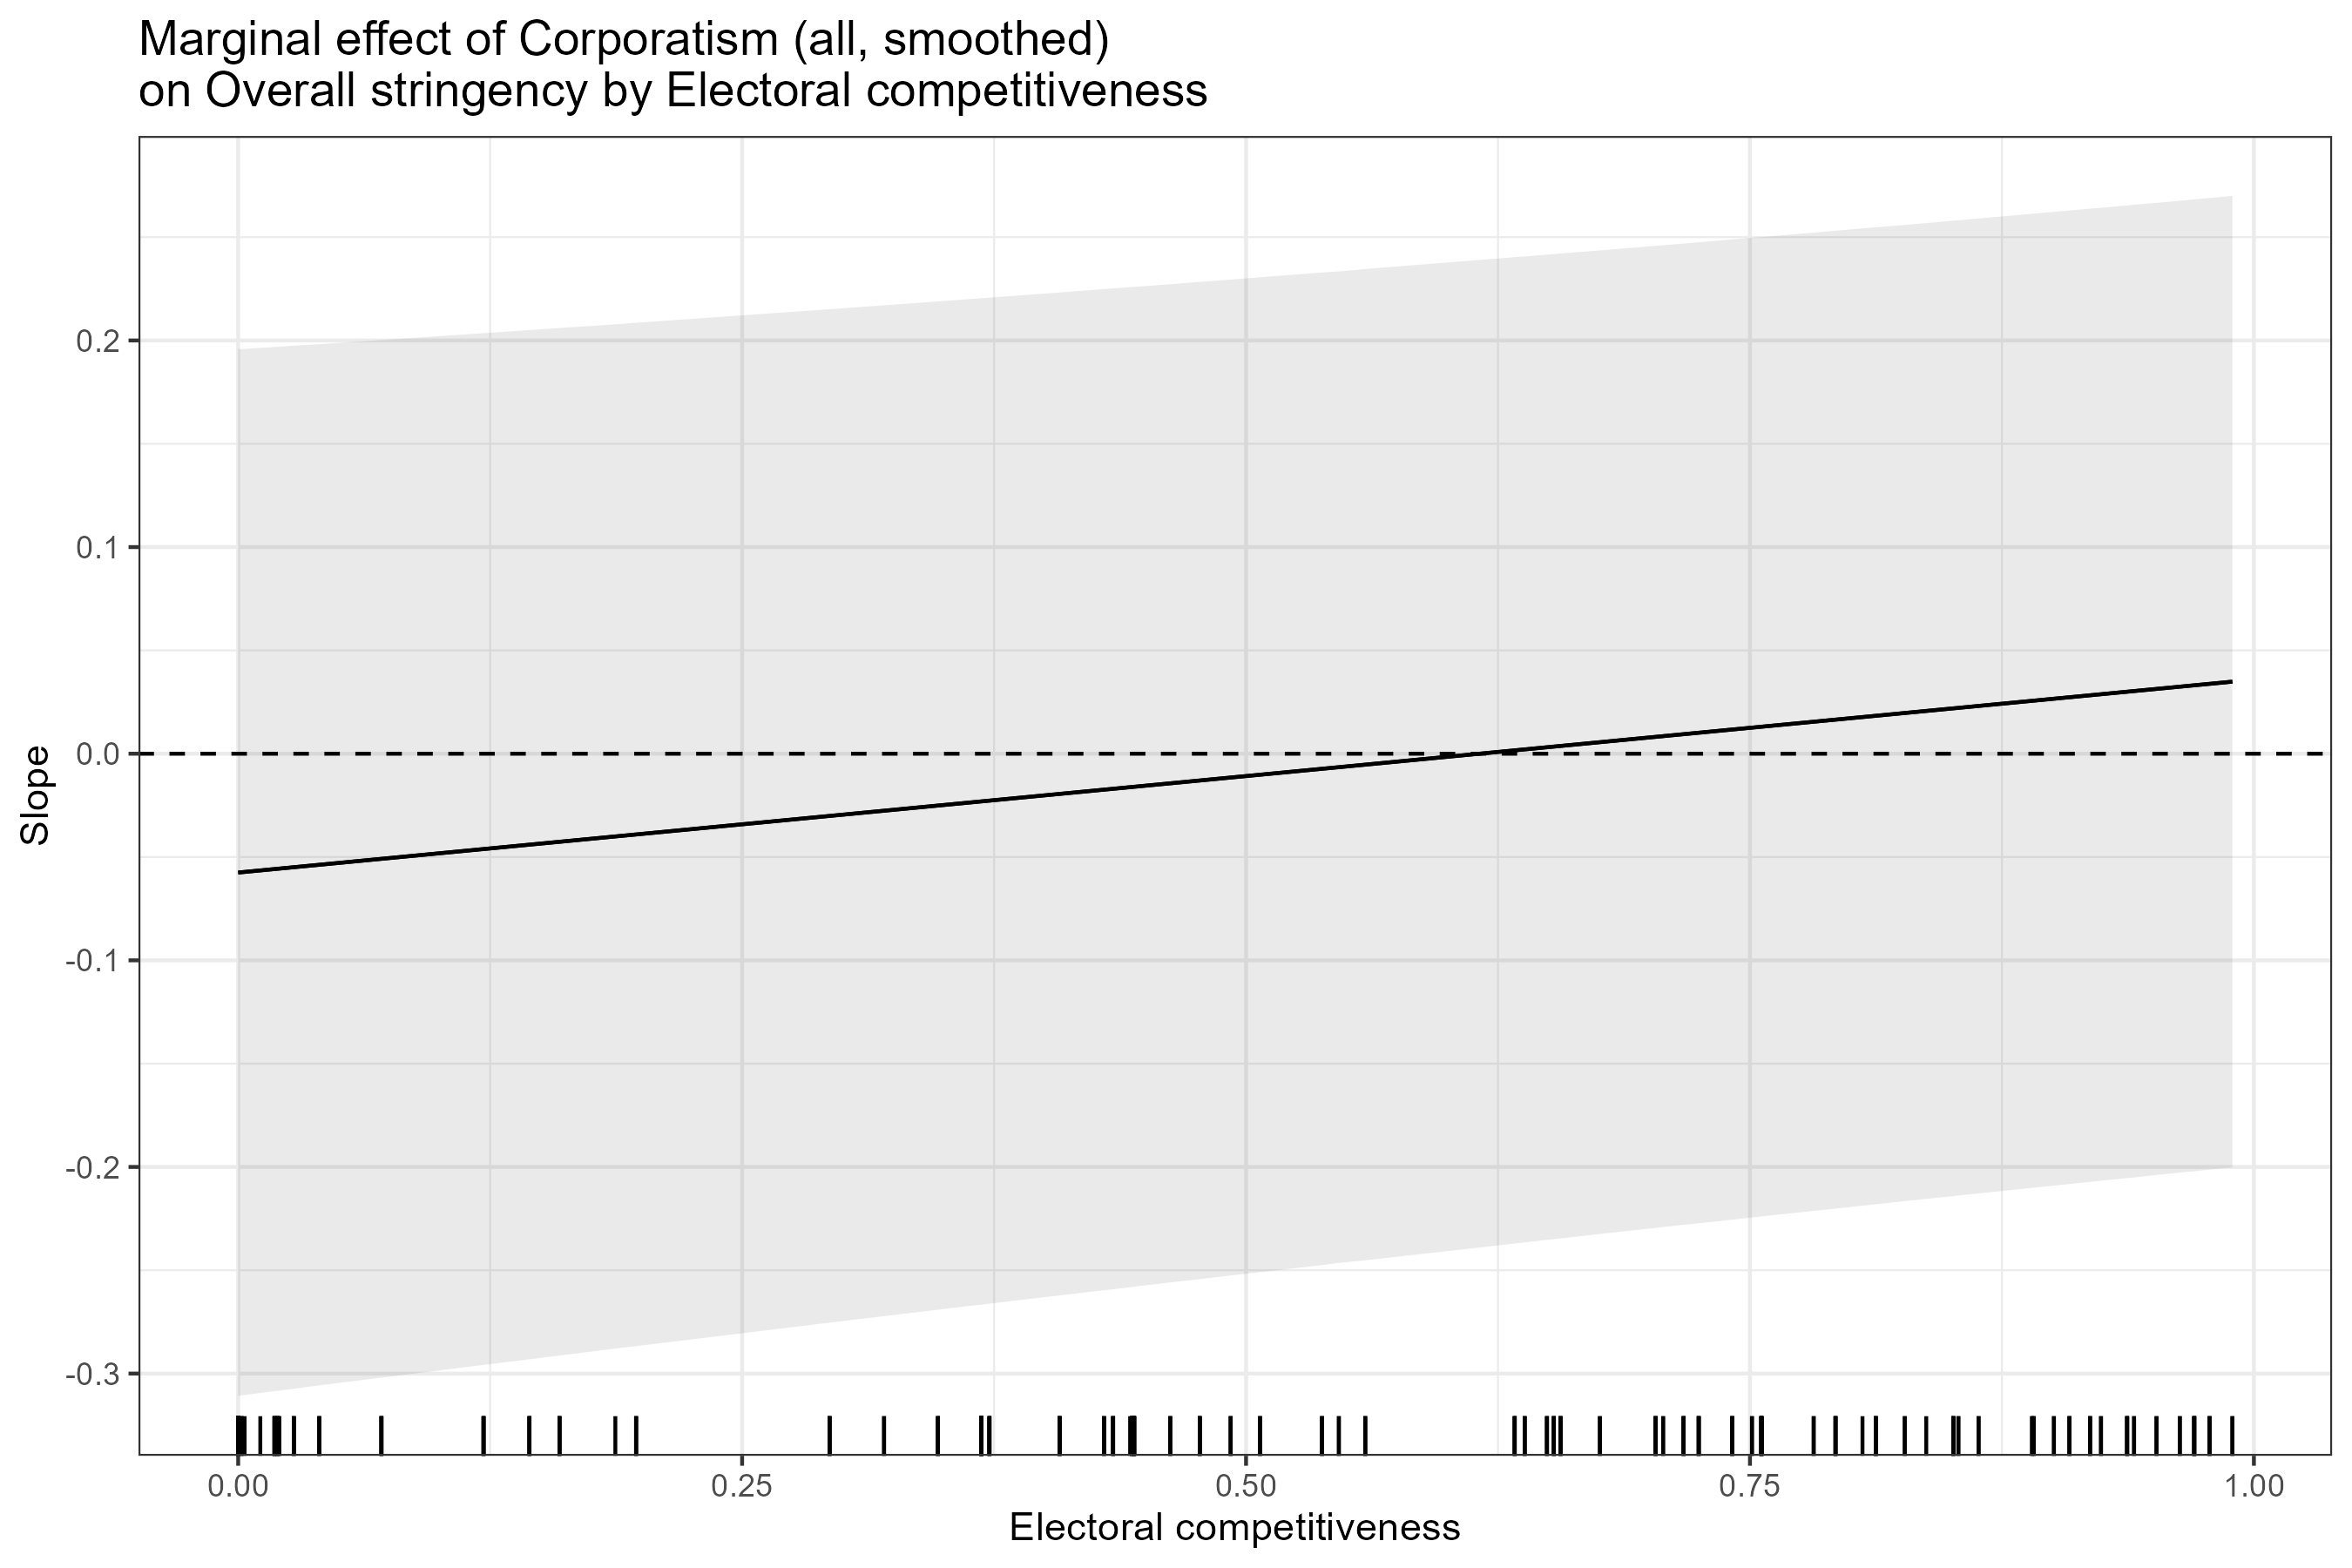 Marginal effect of Corporatism (all, smoothed)
on Overall stringency by Electoral competitiveness
0.2
0.1
0.0
-0.1
-0.2
-0.3
Slope
0.00
0.25
0.50
0.75
1.00
Electoral competitiveness